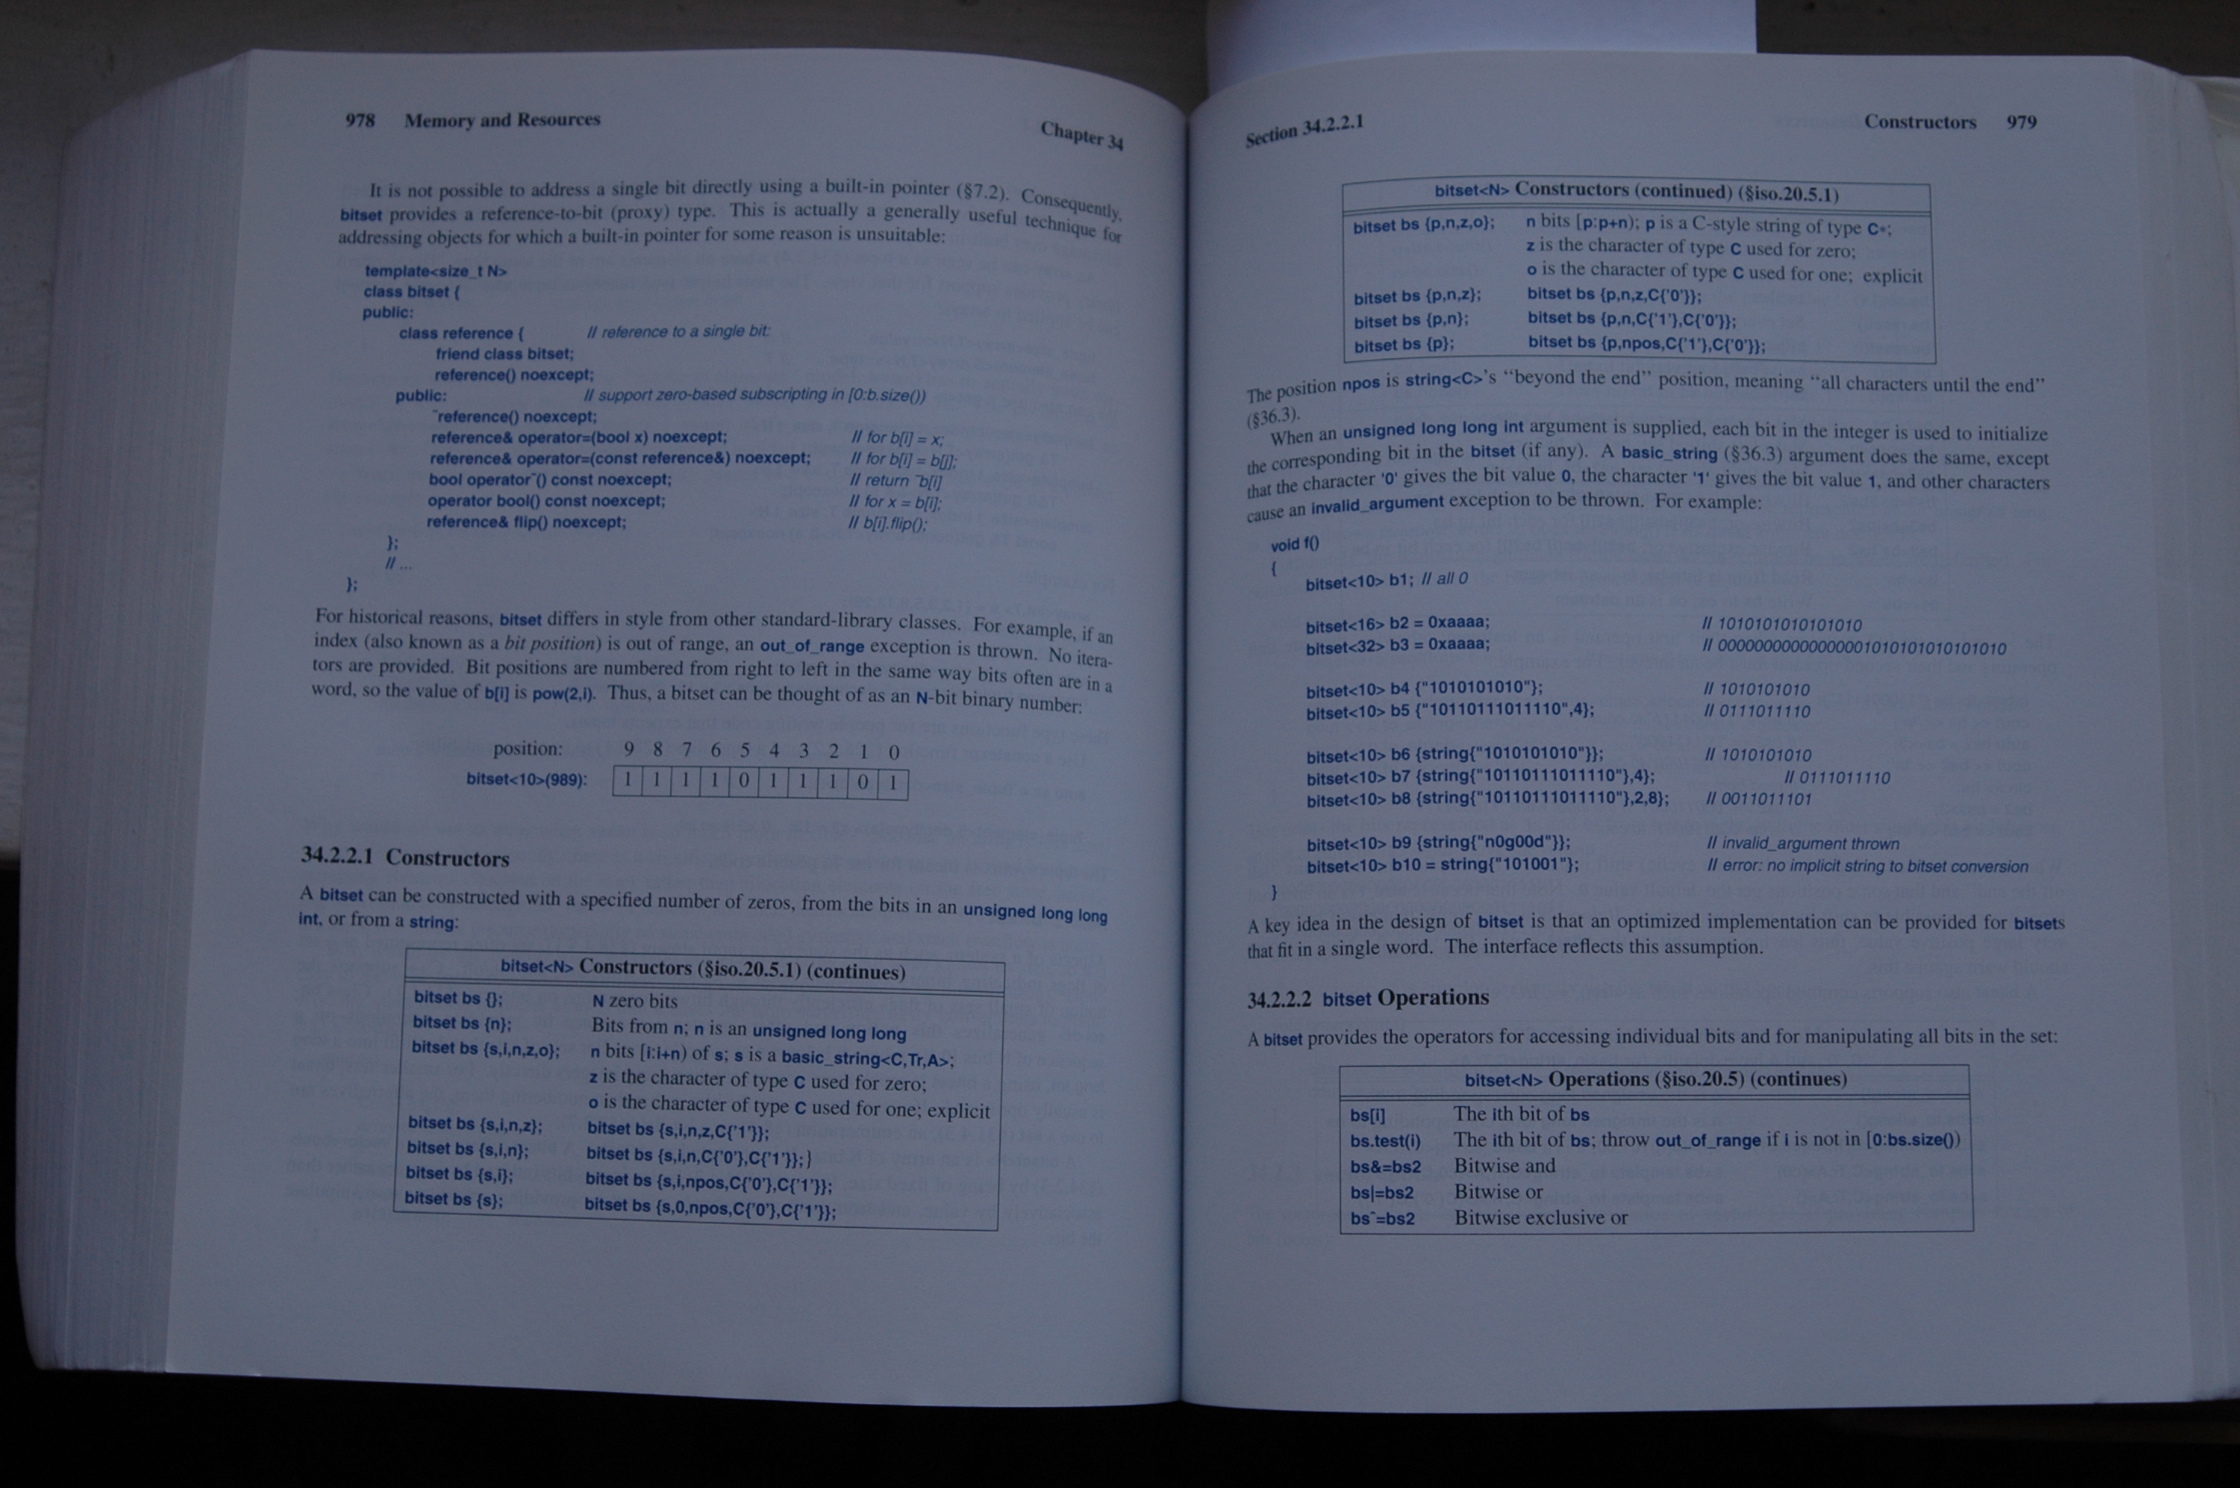 978 Memory and Resources Chapter 34
It is not possible to address a single bit directly using a built-in pointer (§7.2). Consequently,
bitset provides a reference-to-bit (proxy) type. This is actually a generally useful technique for
addressing objects for which a built-in pointer for some reason is unsuitable:
template<size_t N>
class bitset {
public:
class reference { // reference to a single bit:
friend class bitset;
reference() noexcept;
public: // support zero-based subscripting in [0:b.size())
~reference() noexcept;
reference& operator=(bool x) noexcept; // for b[i] = x;
reference& operator=(const reference&) noexcept; // for b[i] = b[j];
bool operator~() const noexcept; // return ~b[i]
operator bool() const noexcept; // for x = b[i];
reference& flip() noexcept; // b[i].flip();
};
// ...
};
For historical reasons, bitset differs in style from other standard-library classes. For example, if an
index (also known as a bit position) is out of range, an out_of_range exception is thrown. No itera-
tors are provided. Bit positions are numbered from right to left in the same way bits often are in a
word, so the value of b[i] is pow(2,i). Thus, a bitset can be thought of as an N-bit binary number:
position: 9 8 7 6 5 4 3 2 1 0
bitset<10>(989): 1 1 1 1 0 1 1 1 0 1
34.2.2.1 Constructors
A bitset can be constructed with a specified number of zeros, from the bits in an unsigned long long
int, or from a string:
bitset<N> Constructors (§iso.20.5.1) (continues)
bitset bs {}; N zero bits
bitset bs {n}; Bits from n; n is an unsigned long long
bitset bs {s,i,n,z,o}; n bits [i:i+n) of s; s is a basic_string<C,Tr,A>;
z is the character of type C used for zero;
o is the character of type C used for one; explicit
bitset bs {s,i,n,z}; bitset bs {s,i,n,z,C{'1'}};
bitset bs {s,i,n}; bitset bs {s,i,n,C{'0'},C{'1'}};}
bitset bs {s,i}; bitset bs {s,i,npos,C{'0'},C{'1'}};
bitset bs {s}; bitset bs {s,0,npos,C{'0'},C{'1'}};
Section 34.2.2.1 Constructors 979
bitset<N> Constructors (continued) (§iso.20.5.1)
bitset bs {p,n,z,o}; n bits [p:p+n); p is a C-style string of type C*;
z is the character of type C used for zero;
o is the character of type C used for one; explicit
bitset bs {p,n,z}; bitset bs {p,n,z,C{'0'}};
bitset bs {p,n}; bitset bs {p,n,C{'1'},C{'0'}};
bitset bs {p}; bitset bs {p,npos,C{'1'},C{'0'}};
The position npos is string<C>'s “beyond the end” position, meaning “all characters until the end”
(§36.3).
When an unsigned long long int argument is supplied, each bit in the integer is used to initialize
the corresponding bit in the bitset (if any). A basic_string (§36.3) argument does the same, except
that the character '0' gives the bit value 0, the character '1' gives the bit value 1, and other characters
cause an invalid_argument exception to be thrown. For example:
void f()
{
bitset<10> b1; // all 0
bitset<16> b2 = 0xaaaa; // 1010101010101010
bitset<32> b3 = 0xaaaa; // 00000000000000001010101010101010
bitset<10> b4 {"1010101010"}; // 1010101010
bitset<10> b5 {"10110111011110",4}; // 0111011110
bitset<10> b6 {string{"1010101010"}}; // 1010101010
bitset<10> b7 {string{"10110111011110"},4}; // 0111011110
bitset<10> b8 {string{"10110111011110"},2,8}; // 0011011101
bitset<10> b9 {string{"n0g00d"}}; // invalid_argument thrown
bitset<10> b10 = string{"101001"}; // error: no implicit string to bitset conversion
}
A key idea in the design of bitset is that an optimized implementation can be provided for bitsets
that fit in a single word. The interface reflects this assumption.
34.2.2.2 bitset Operations
A bitset provides the operators for accessing individual bits and for manipulating all bits in the set:
bitset<N> Operations (§iso.20.5) (continues)
bs[i] The ith bit of bs
bs.test(i) The ith bit of bs; throw out_of_range if i is not in [0:bs.size())
bs&=bs2 Bitwise and
bs|=bs2 Bitwise or
bs^=bs2 Bitwise exclusive or